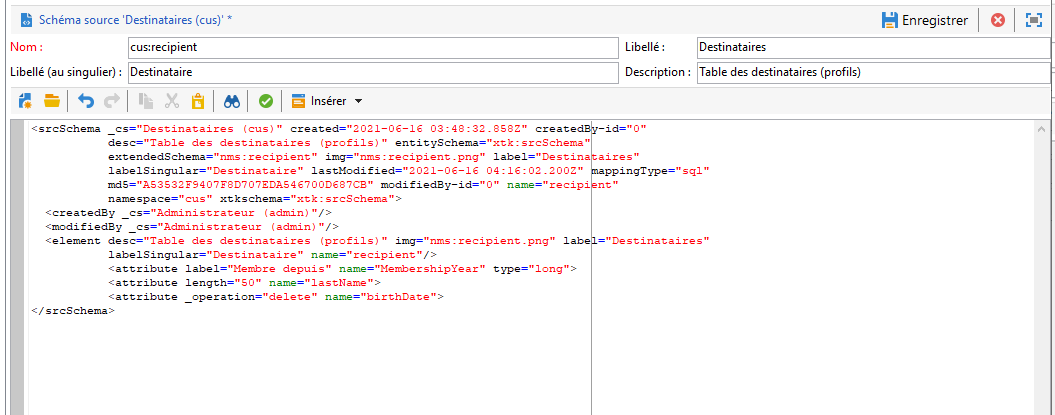 Schéma source 'Destinataires (cus)' *
Enregistrer
Nom : cus:recipient Libellé : Destinataires
Libellé (au singulier) : Destinataire Description : Table des destinataires (profils)
Insérer
<srcSchema _cs="Destinataires (cus)" created="2021-06-16 03:48:32.858Z" createdBy-id="0"
desc="Table des destinataires (profils)" entitySchema="xtk:srcSchema"
extendedSchema="nms:recipient" img="nms:recipient.png" label="Destinataires"
labelSingular="Destinataire" lastModified="2021-06-16 04:16:02.200Z" mappingType="sql"
md5="A53532F9407F8D707EDA546700D687CB" modifiedBy-id="0" name="recipient"
namespace="cus" xtkschema="xtk:srcSchema">
<createdBy _cs="Administrateur (admin)"/>
<modifiedBy _cs="Administrateur (admin)"/>
<element desc="Table des destinataires (profils)" img="nms:recipient.png" label="Destinataires"
labelSingular="Destinataire" name="recipient"/>
<attribute label="Membre depuis" name="MembershipYear" type="long">
<attribute length="50" name="lastName">
<attribute _operation="delete" name="birthDate">
</srcSchema>